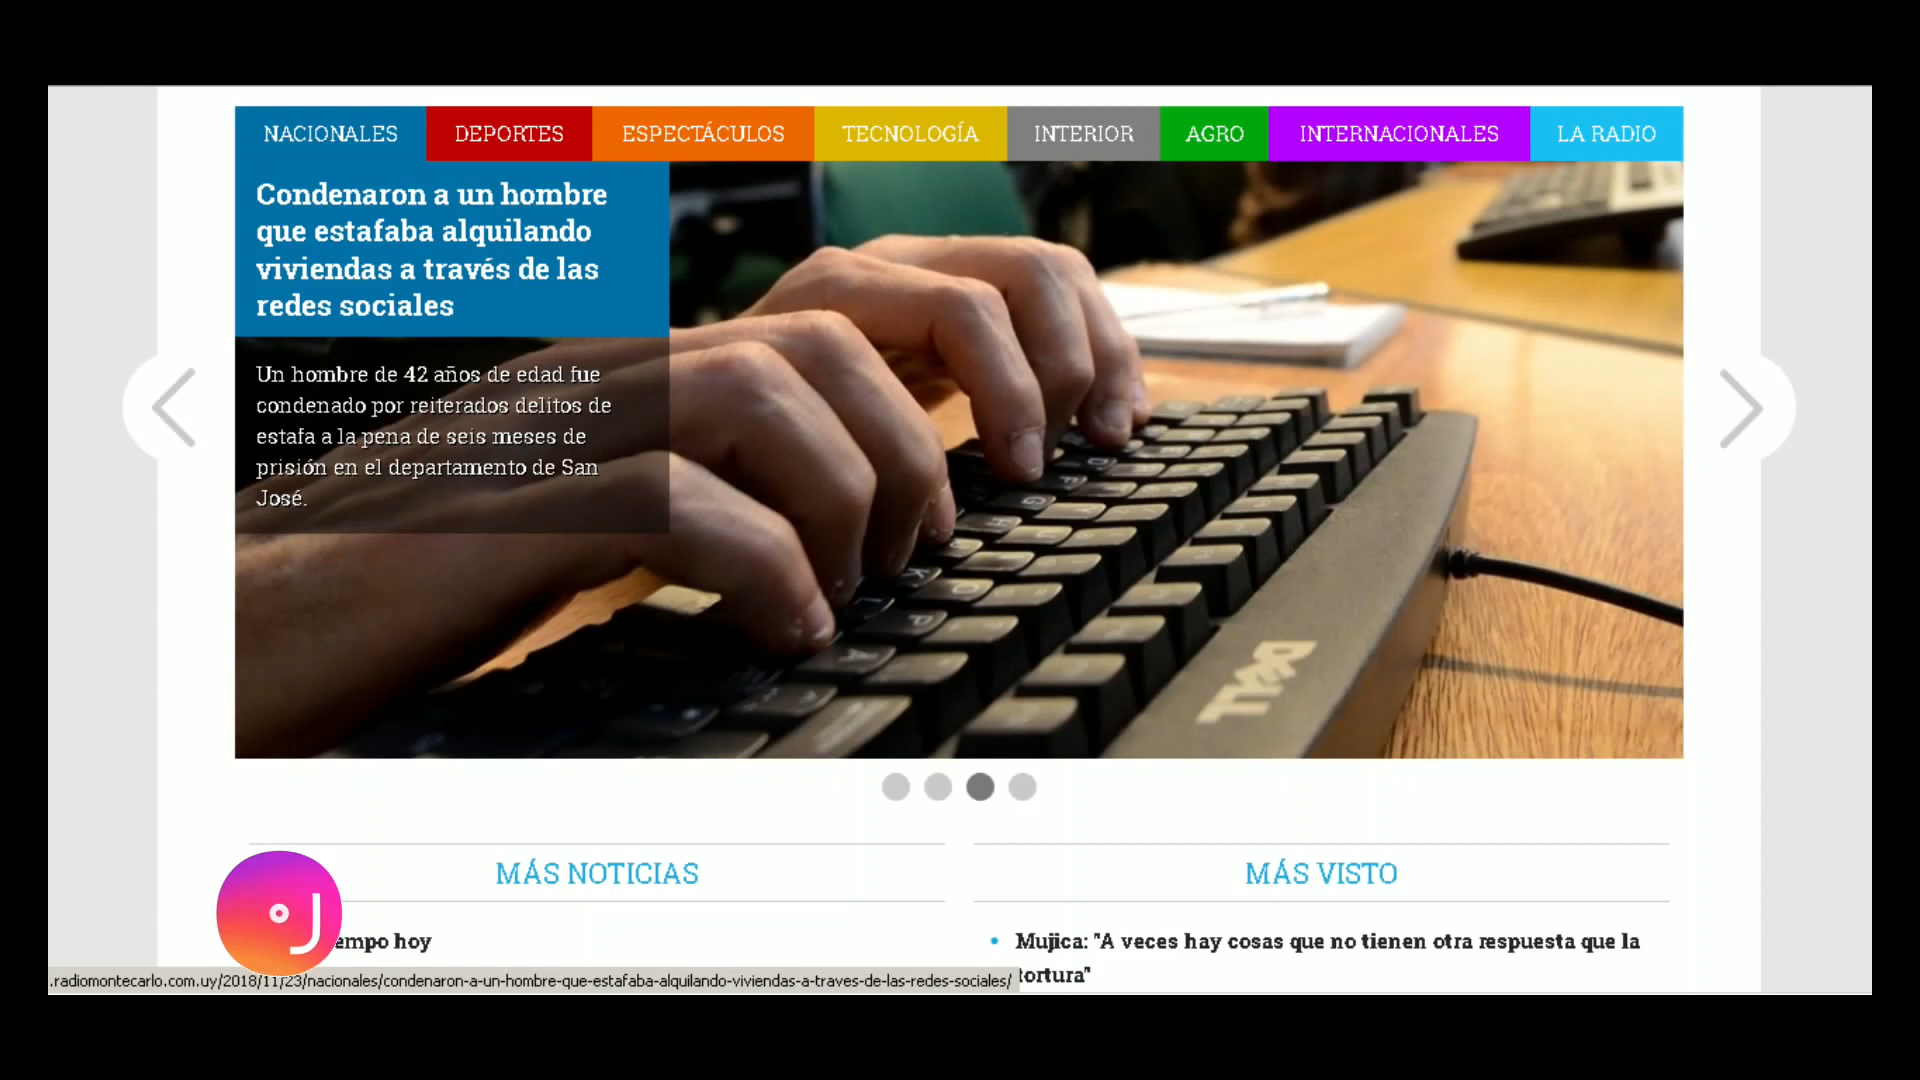 NACIONALES DEPORTES ESPECTÁCULOS TECNOLOGÍA INTERIOR AGRO INTERNACIONALES LA RADIO
Condenaron a un hombre
que estafaba alquilando
viviendas a través de las
redes sociales
Un hombre de 42 años de edad fue
condenado por reiterados delitos de
estafa a la pena de seis meses de
prisión en el departamento de San
José.
DELL
MÁS NOTICIAS
empo hoy
MÁS VISTO
Mujica: "A veces hay cosas que no tienen otra respuesta que la
tortura"
.radiomontecarlo.com.uy/2018/11/23/nacionales/condenaron-a-un-hombre-que-estafaba-alquilando-viviendas-a-traves-de-las-redes-sociales/